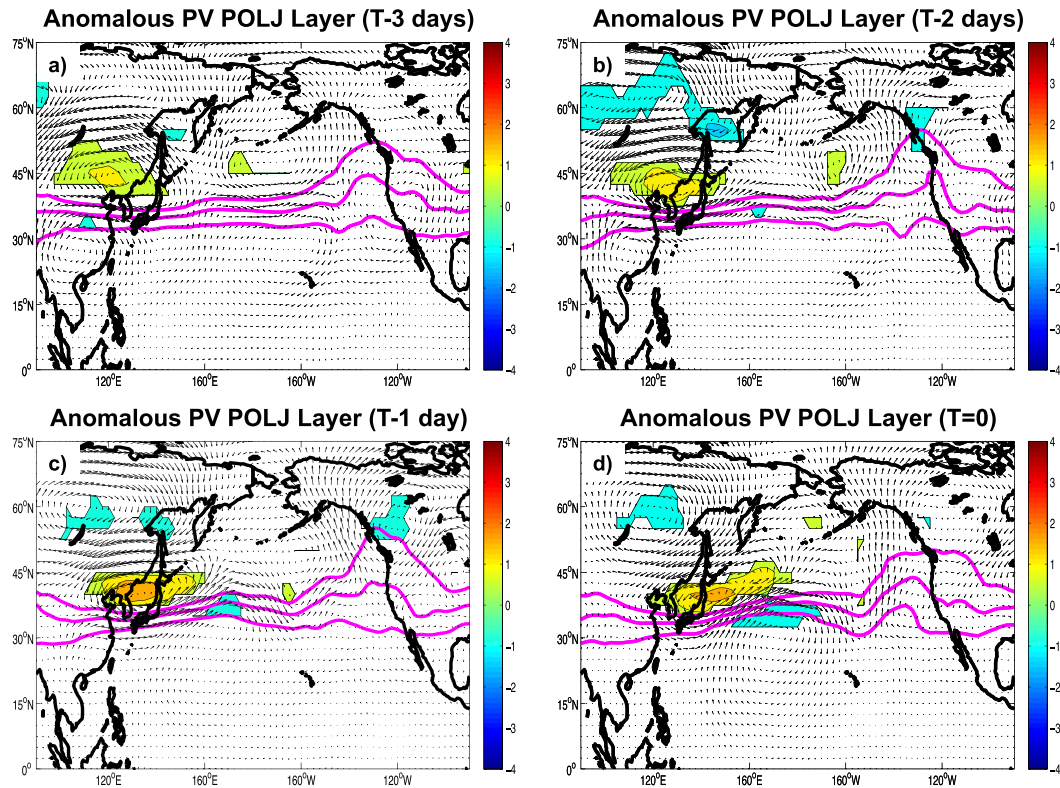 Anomalous PV POLJ Layer (T-3 days)
Anomalous PV POLJ Layer (T-2 days)
75°N
a)
4
75°N
b)
4
60°N
3
60°N
3
2
2
45°N
1
45°N
1
0
0
30°N
-1
30°N
-1
15°N
-2
15°N
-2
-3
-3
0°
-4
0°
-4
120°E
160°E
160°W
120°W
120°E
160°E
160°W
120°W
Anomalous PV POLJ Layer (T-1 day)
Anomalous PV POLJ Layer (T=0)
75°N
c)
4
75°N
d)
4
60°N
3
60°N
3
2
2
45°N
1
45°N
1
0
0
30°N
-1
30°N
-1
15°N
-2
15°N
-2
-3
-3
0°
-4
0°
-4
120°E
160°E
160°W
120°W
120°E
160°E
160°W
120°W